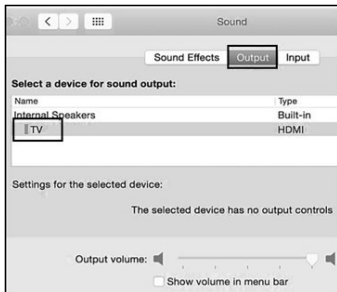 Sound
Sound Effects Output Input
Select a device for sound output:
Name Type
Internal Speakers Built-in
TV HDMI
Settings for the selected device:
The selected device has no output controls
Output volume:
Show volume in menu bar